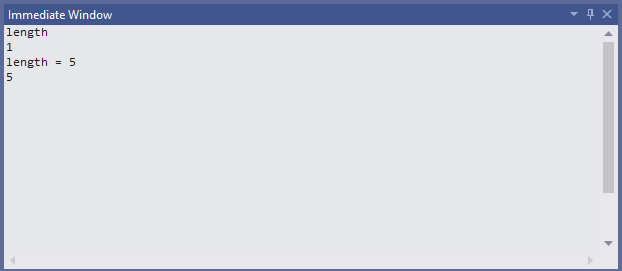 Immediate Window
length
1
length = 5
5